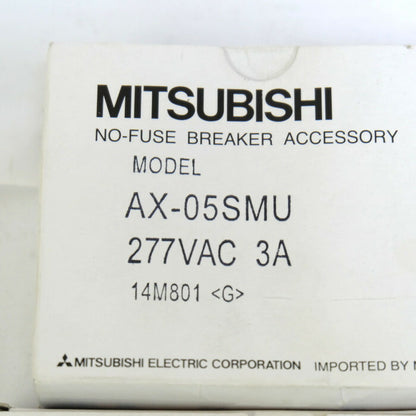 MITSUBISHI
NO-FUSE BREAKER ACCESSORY
MODEL
AX-05SMU
277VAC 3A
14M801 <G>
MITSUBISHI ELECTRIC CORPORATION IMPORTED BY